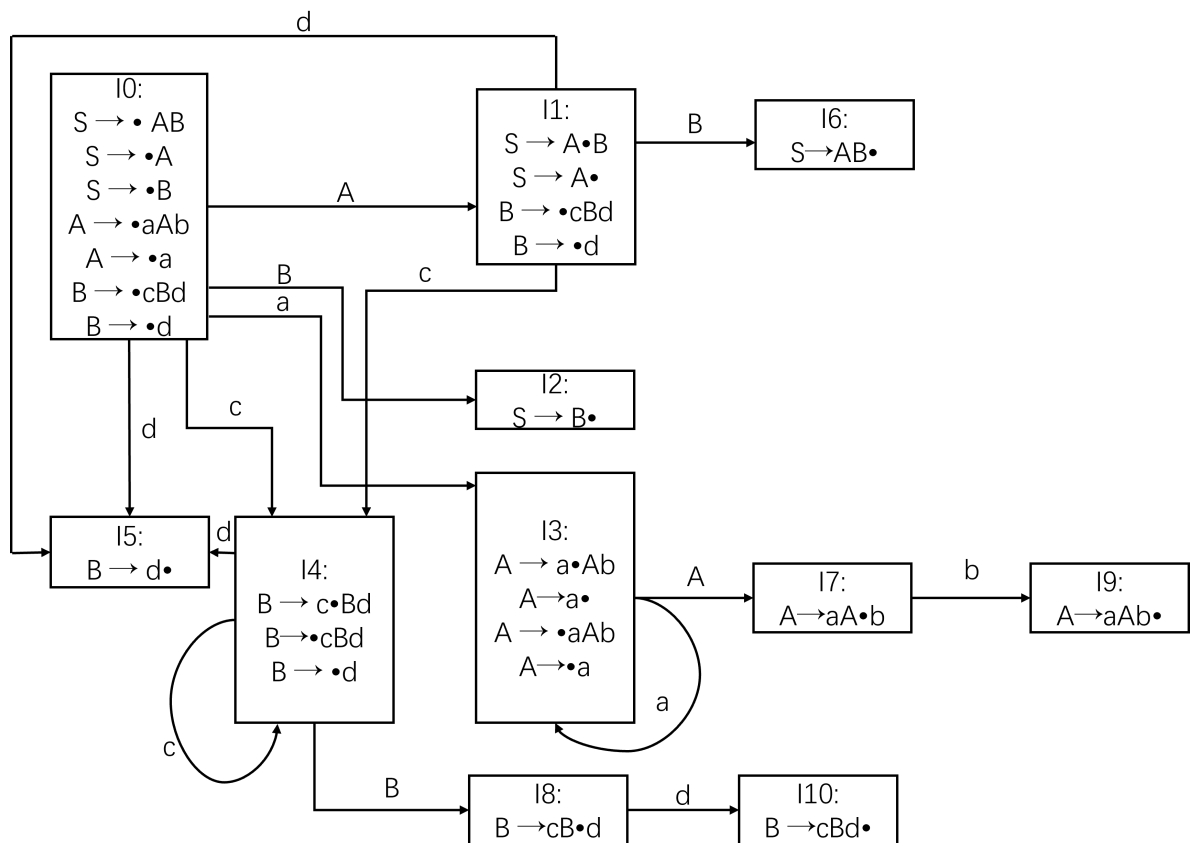 d
I0:
S → • AB
S → •A
S → •B
A → •aAb
A → •a
B → •cBd
B → •d
I1:
S → A•B
S → A•
B → •cBd
B → •d
B
I6:
S→AB•
A
B
a
c
I2:
S → B•
d
c
I5:
B → d•
d
I4:
B → c•Bd
B→•cBd
B → •d
c
I3:
A → a•Ab
A→a•
A → •aAb
A→•a
a
A
I7:
A→aA•b
b
I9:
A→aAb•
B
I8:
B →cB•d
d
I10:
B →cBd•